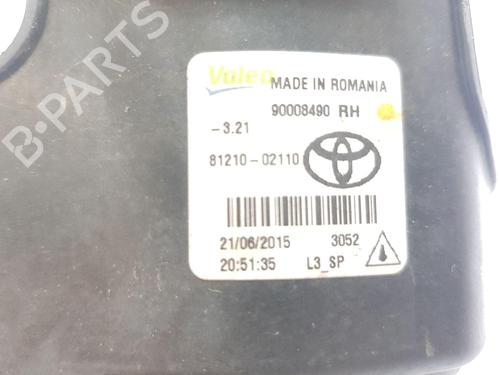 Valeo MADE IN ROMANIA
90008490 RH
-3.21
81210-02110
21/06/2015 3052
20:51:35 L3_SP
B-PARTS